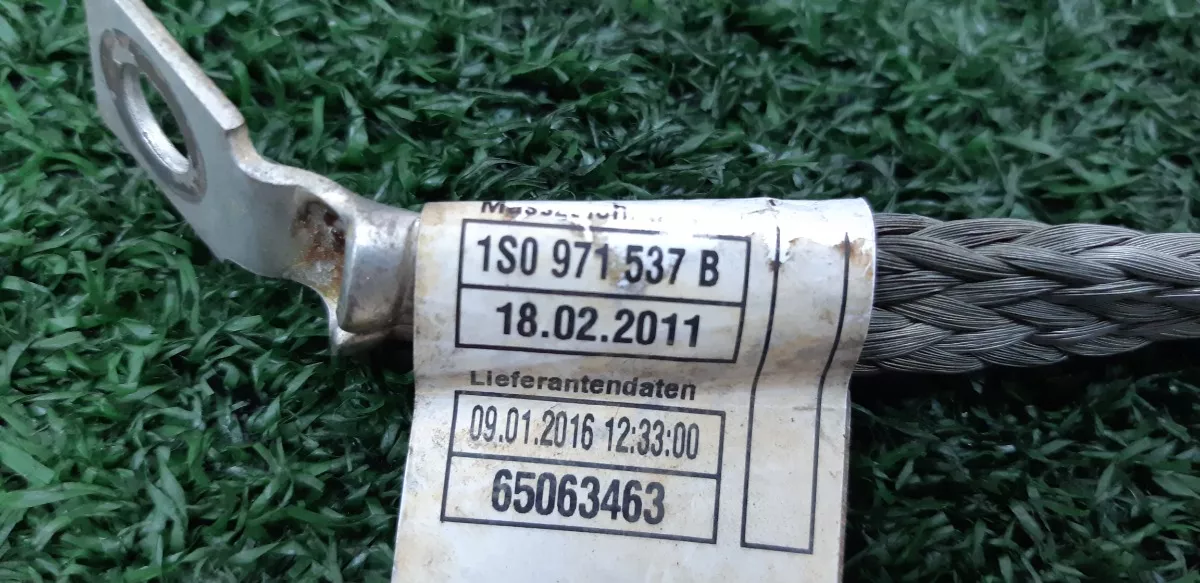 1S0 971 537 B
18.02.2011
Lieferantendaten
09.01.2016 12:33:00
65063463